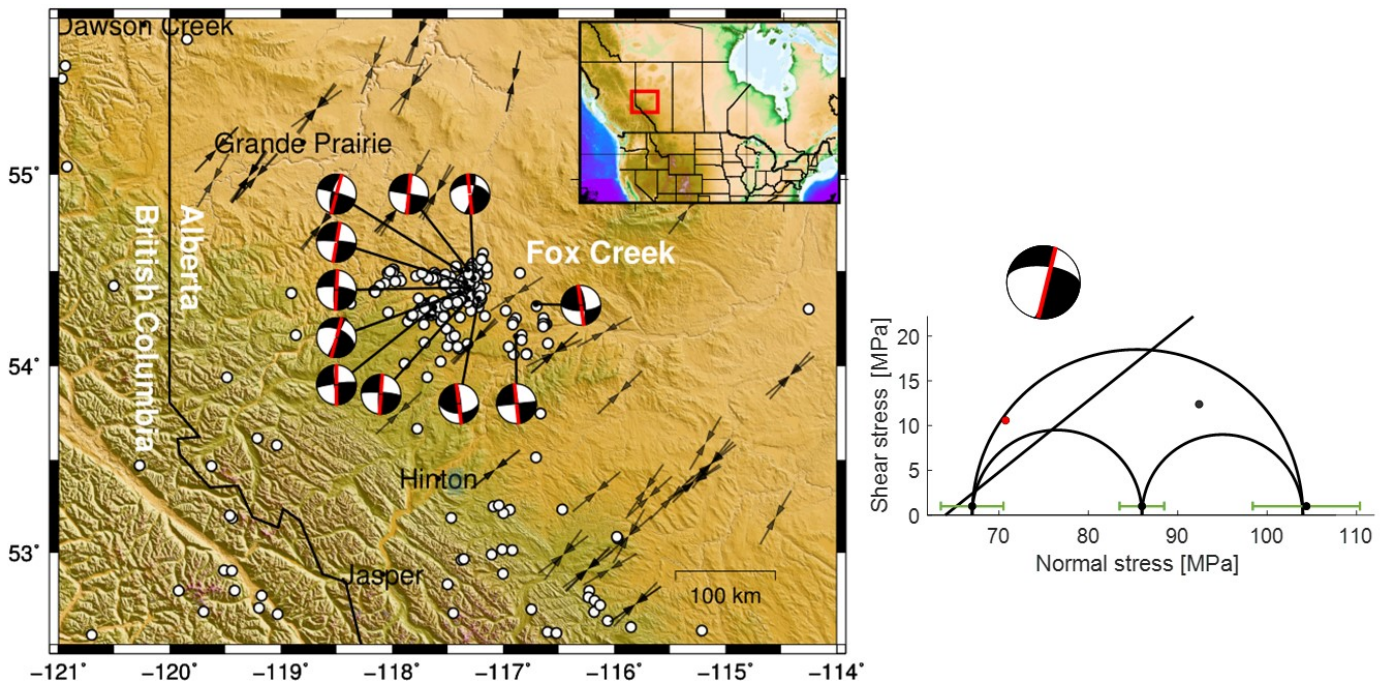 Dawson Creek
Grande Prairie
55˚
British Columbia
Alberta
Fox Creek
54˚
Hinton
53˚
Jasper
100 km
−121˚
−120˚
−119˚
−118˚
−117˚
−116˚
−115˚
−114˚
Shear stress [MPa]
20
15
10
5
0
70
80
90
100
110
Normal stress [MPa]